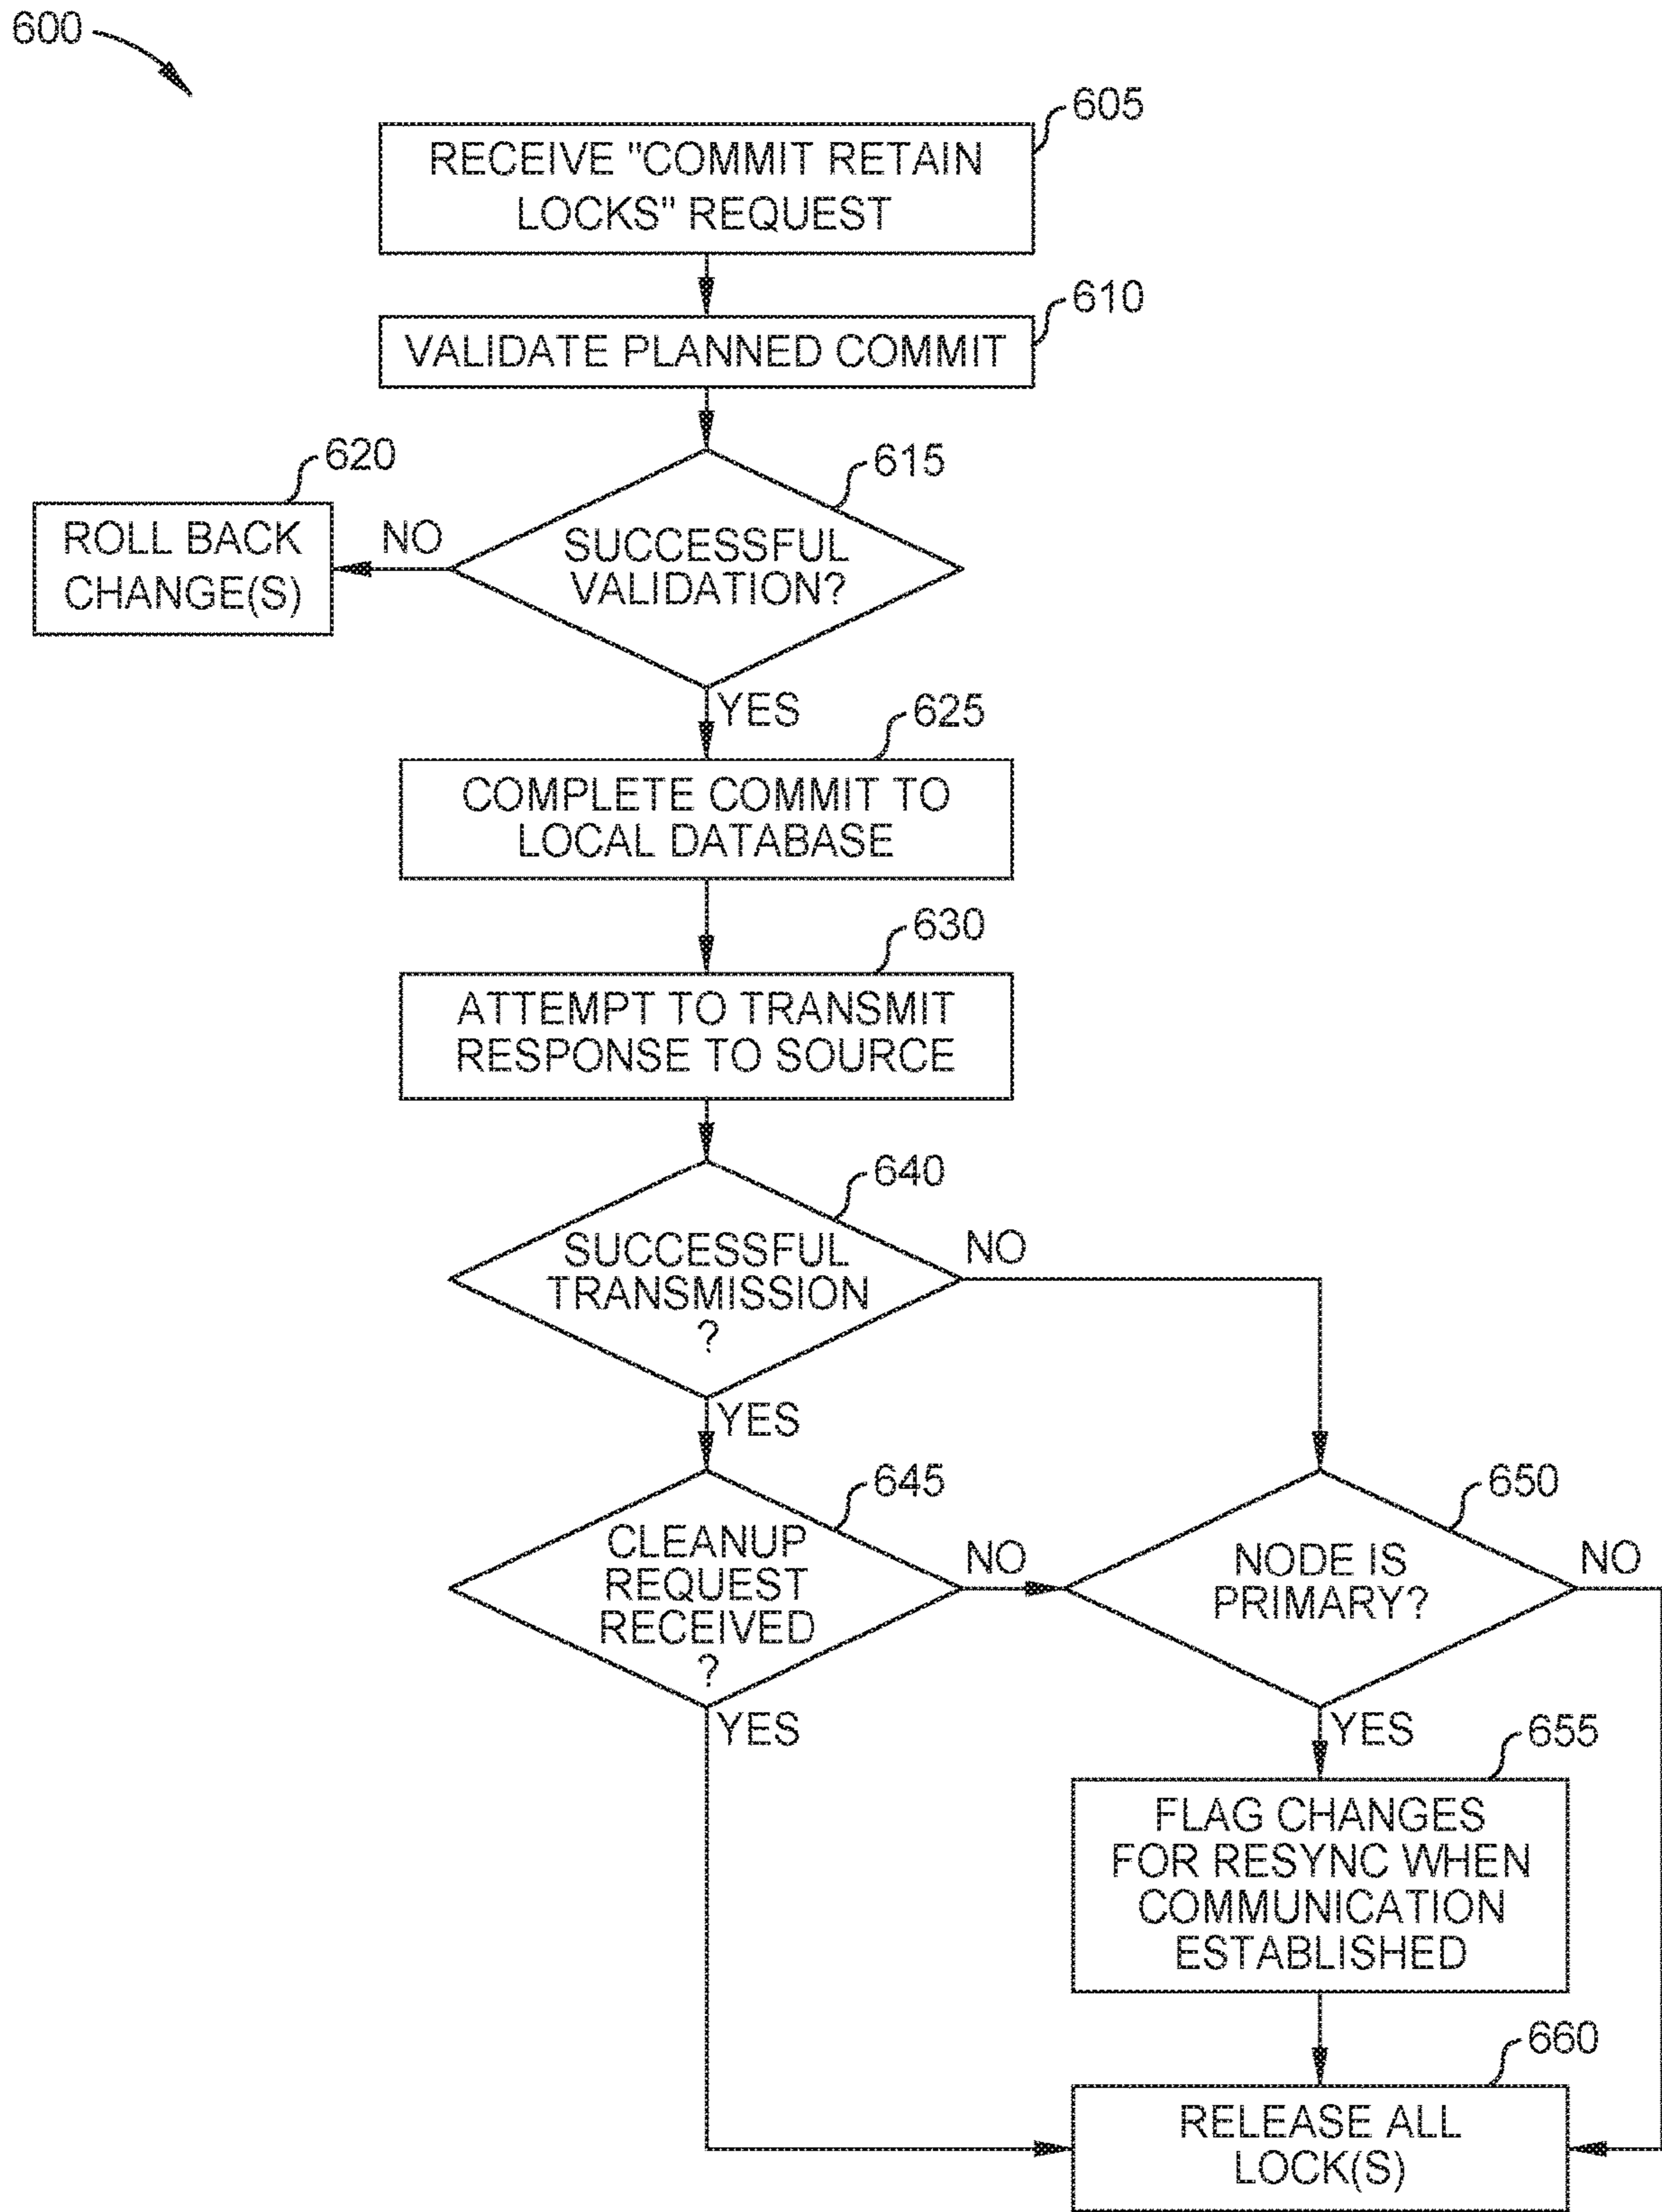 600
605
RECEIVE "COMMIT RETAIN
LOCKS" REQUEST
610
VALIDATE PLANNED COMMIT
615
SUCCESSFUL
VALIDATION?
NO
620
ROLL BACK
CHANGE(S)
YES
625
COMPLETE COMMIT TO
LOCAL DATABASE
630
ATTEMPT TO TRANSMIT
RESPONSE TO SOURCE
640
SUCCESSFUL
TRANSMISSION
?
NO
YES
645
CLEANUP
REQUEST
RECEIVED
?
NO
YES
650
NODE IS
PRIMARY?
NO
YES
655
FLAG CHANGES
FOR RESYNC WHEN
COMMUNICATION
ESTABLISHED
660
RELEASE ALL
LOCK(S)